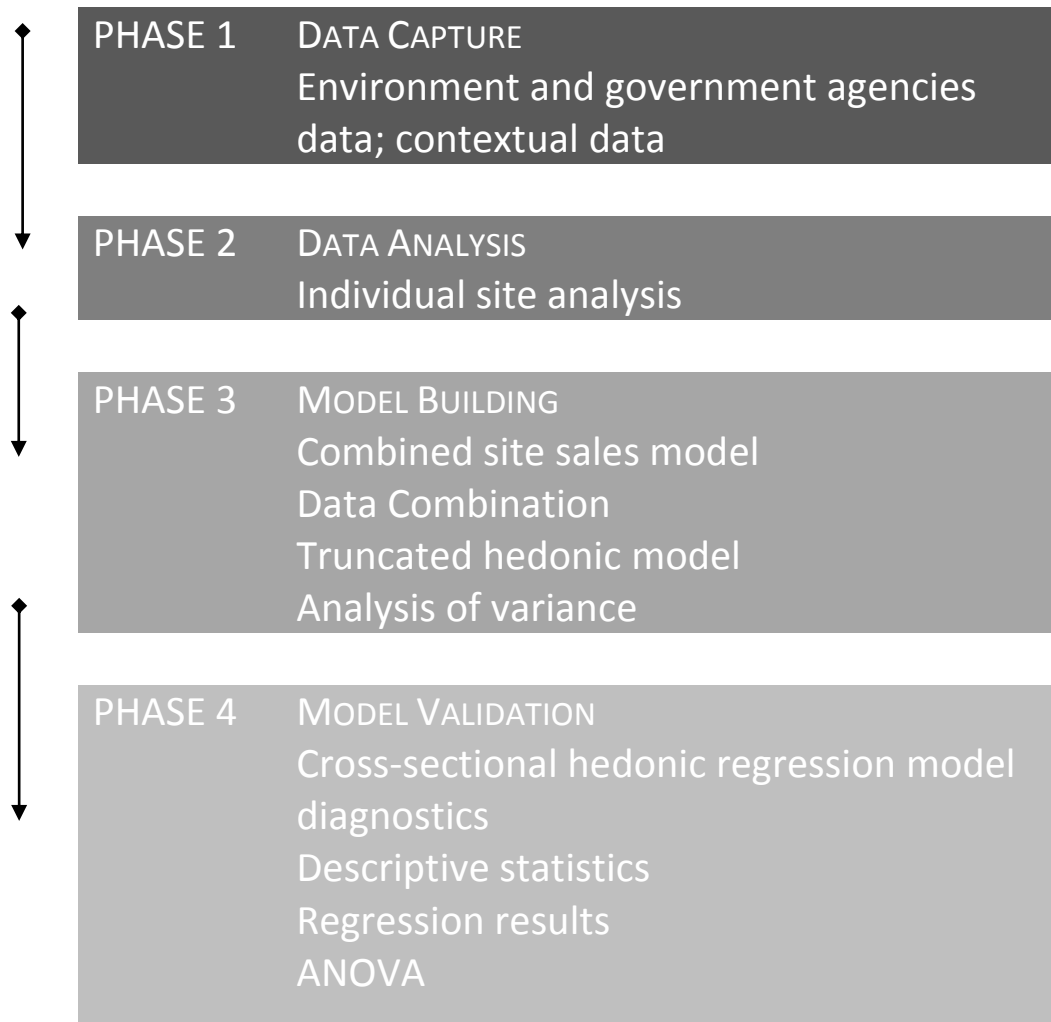 PHASE 1 DATA CAPTURE
Environment and government agencies
data; contextual data
PHASE 2 DATA ANALYSIS
Individual site analysis
PHASE 3 MODEL BUILDING
Combined site sales model
Data Combination
Truncated hedonic model
Analysis of variance
PHASE 4 MODEL VALIDATION
Cross-sectional hedonic regression model
diagnostics
Descriptive statistics
Regression results
ANOVA